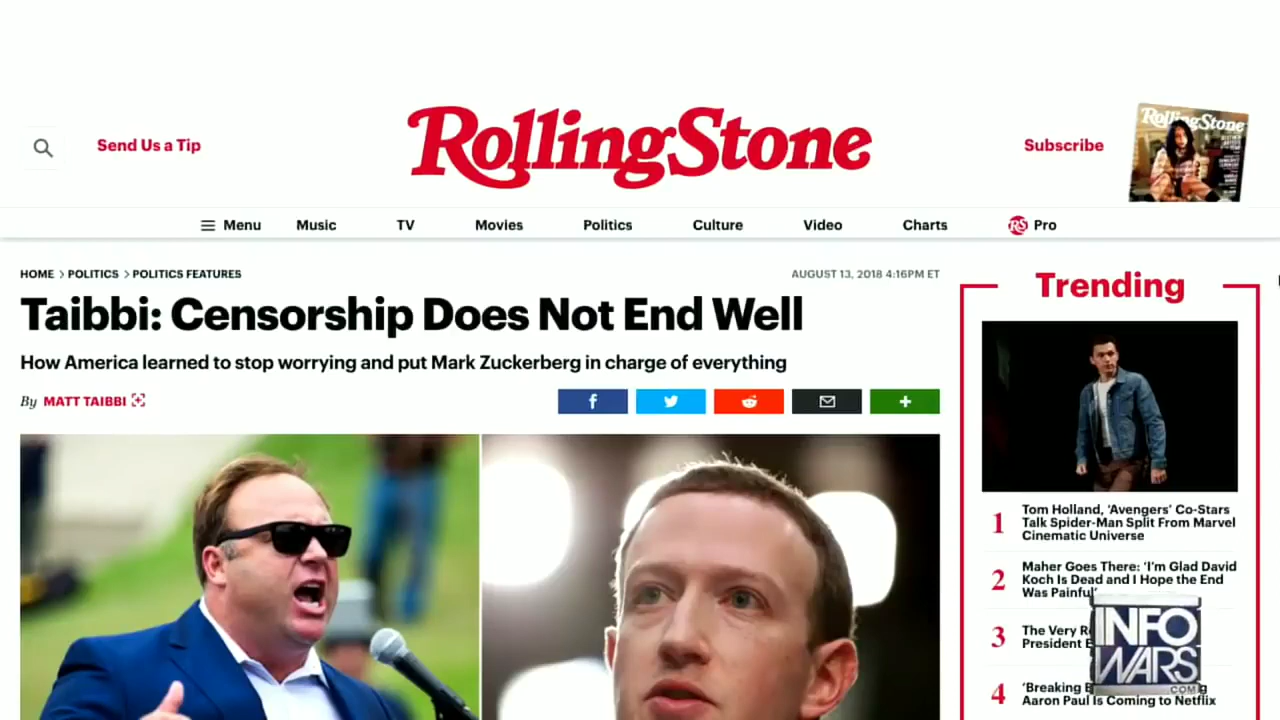 Send Us a Tip
RollingStone
Subscribe
RollingStone
Menu
Music
TV
Movies
Politics
Culture
Video
Charts
RS Pro
HOME > POLITICS > POLITICS FEATURES
AUGUST 13, 2018 4:16PM ET
Taibbi: Censorship Does Not End Well
How America learned to stop worrying and put Mark Zuckerberg in charge of everything
By MATT TAIBBI
Trending
1
Tom Holland, 'Avengers' Co-Stars
Talk Spider-Man Split From Marvel
Cinematic Universe
2
Maher Goes There: 'I'm Glad David
Koch Is Dead and I Hope the End
Was Painful'
3
The Very
President
4
'Breaking
Aaron Paul Is Coming to Netflix
INFO
WARS
.COM